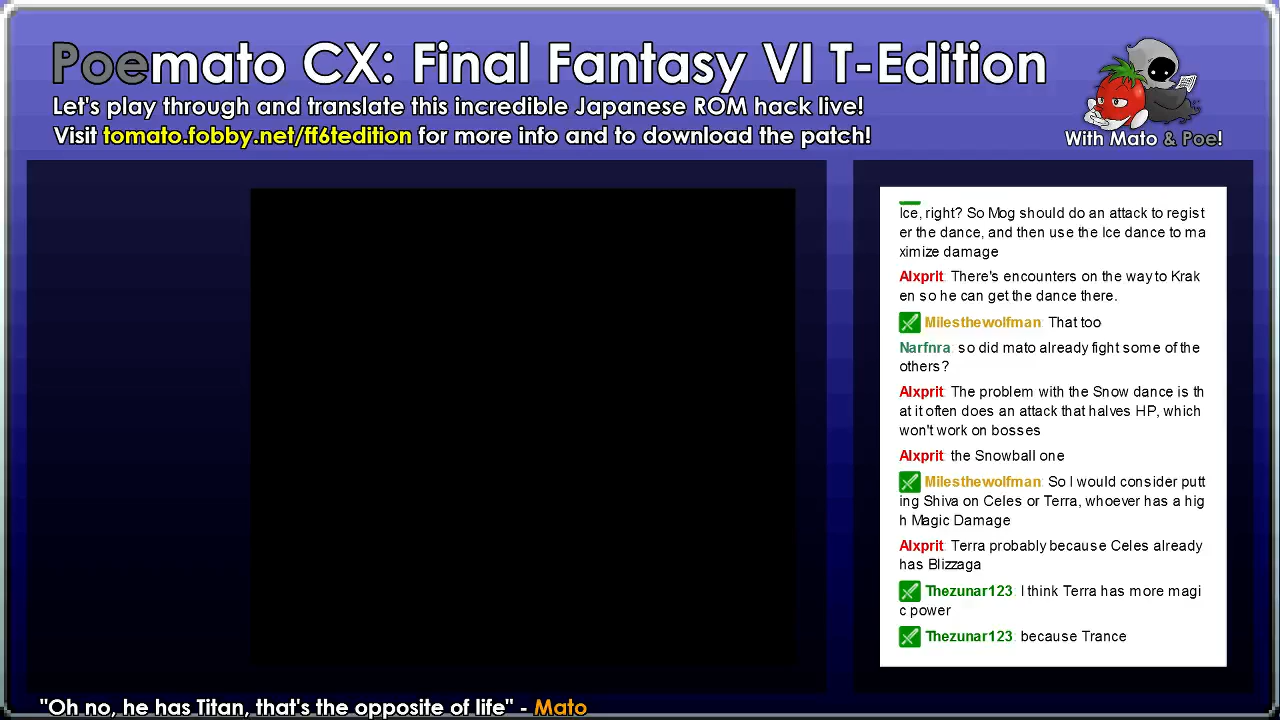 Poemato CX: Final Fantasy VI T-Edition
Let's play through and translate this incredible Japanese ROM hack live!
Visit tomato.fobby.net/ff6tedition for more info and to download the patch!
With Mato & Poe!
Ice, right? So Mog should do an attack to regist
er the dance, and then use the Ice dance to ma
ximize damage
Alxprit: There's encounters on the way to Krak
en so he can get the dance there.
Milesthewolfman: That too
Narfnra: so did mato already fight some of the
others?
Alxprit: The problem with the Snow dance is th
at it often does an attack that halves HP, which
won't work on bosses
Alxprit: the Snowball one
Milesthewolfman: So I would consider putt
ing Shiva on Celes or Terra, whoever has a hig
h Magic Damage
Alxprit: Terra probably because Celes already
has Blizzaga
Thezunar123: I think Terra has more magi
c power
Thezunar123: because Trance
"Oh no, he has Titan, that's the opposite of life" - Mato